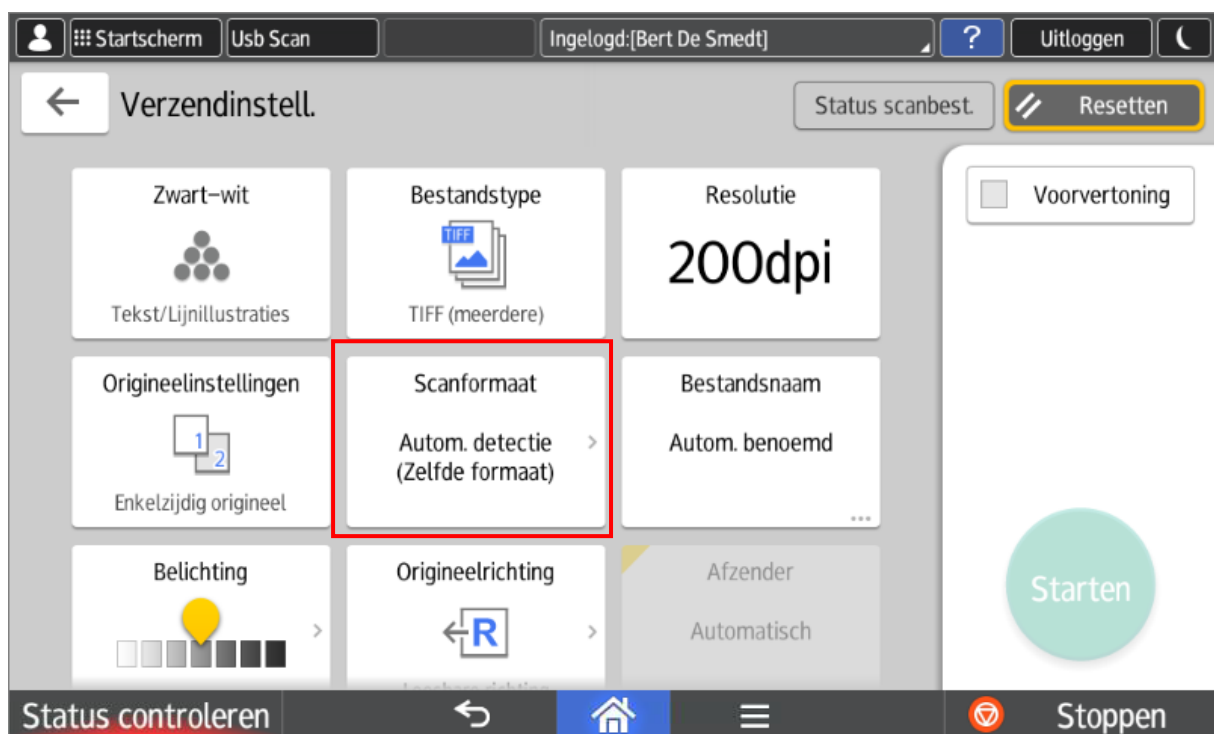 Startscherm
Usb Scan
Ingelogd:[Bert De Smedt]
?
Uitloggen
Verzendinstell.
Status scanbest.
Resetten
Zwart-wit
Tekst/Lijnillustraties
Bestandstype
TIFF
TIFF (meerdere)
Resolutie
200dpi
Voorvertoning
Origineelinstellingen
1
2
Enkelzijdig origineel
Scanformaat
Autom. detectie
(Zelfde formaat)
Bestandsnaam
Autom. benoemd
...
Belichting
Origineelrichting
R
Afzender
Automatisch
Starten
Status controleren
Stoppen